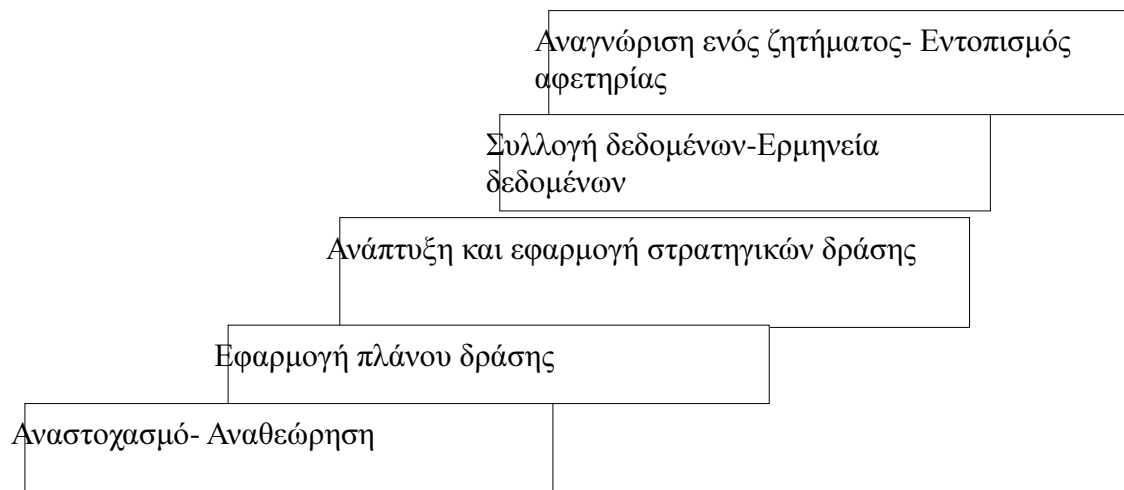 Αναγνώριση ενός ζητήματος- Εντοπισμός
αφετηρίας
Συλλογή δεδομένων-Ερμηνεία
δεδομένων
Ανάπτυξη και εφαρμογή στρατηγικών δράσης
Εφαρμογή πλάνου δράσης
Αναστοχασμό- Αναθεώρηση